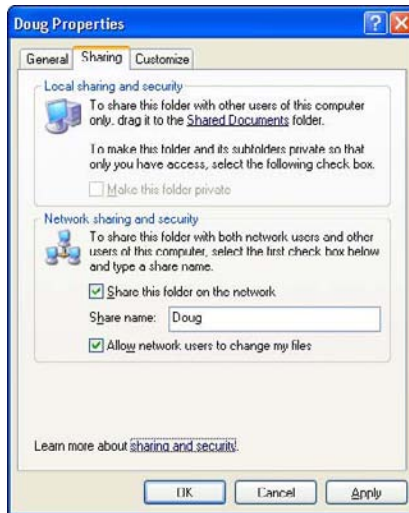 Doug Properties
General Sharing Customize
Local sharing and security
To share this folder with other users of this computer
only, drag it to the Shared Documents folder.
To make this folder and its subfolders private so that
only you have access, select the following check box.
Make this folder private
Network sharing and security
To share this folder with both network users and other
users of this computer, select the first check box below
and type a share name.
Share this folder on the network
Share name: Doug
Allow network users to change my files
Learn more about sharing and security.
OK Cancel Apply